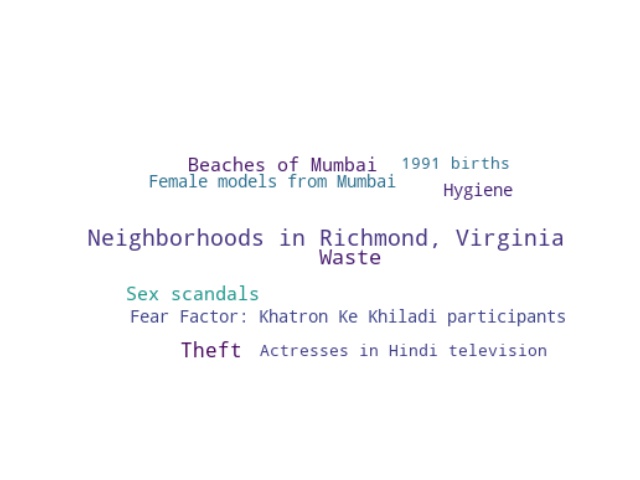 Beaches of Mumbai
1991 births
Female models from Mumbai
Hygiene
Neighborhoods in Richmond, Virginia
Waste
Sex scandals
Fear Factor: Khatron Ke Khiladi participants
Theft
Actresses in Hindi television